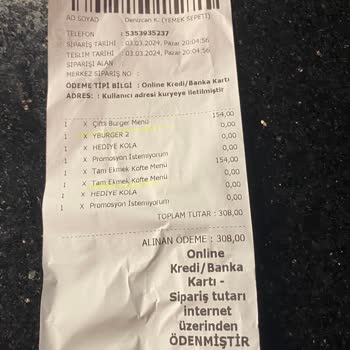 AD SOYAD : Denizcan K. (YEMEK SEPETİ)
TELEFON : 5353935237
SİPARİŞ TARİHİ : 03.03.2024, Pazar 20:04:56
TESLİM TARİHİ : 03.03.2024, Pazar 20:04:56
SİPARİŞİ ALAN :
MERKEZ SİPARİŞ NO :
ÖDEME TİPİ BİLGİ : Online Kredi/Banka Kartı
ADRES: : Kullanıcı adresi kuryeye iletilmiştir
1 X Çiftli Burger Menü 154,00
1 X YBURGER 2 0,00
1 X HEDİYE KOLA 0,00
1 X Promosyon İstemiyorum 0,00
1 X Tam Ekmek Köfte Menü 154,00
1 X Tam Ekmek Köfte Menü 0,00
1 X HEDİYE KOLA 0,00
1 X Promosyon İstemiyorum 0,00
TOPLAM TUTAR : 308,00
ALINAN ÖDEME : 308,00
Online
Kredi/Banka
Kartı -
Sipariş tutarı
internet
üzerinden
ÖDENMİŞTİR